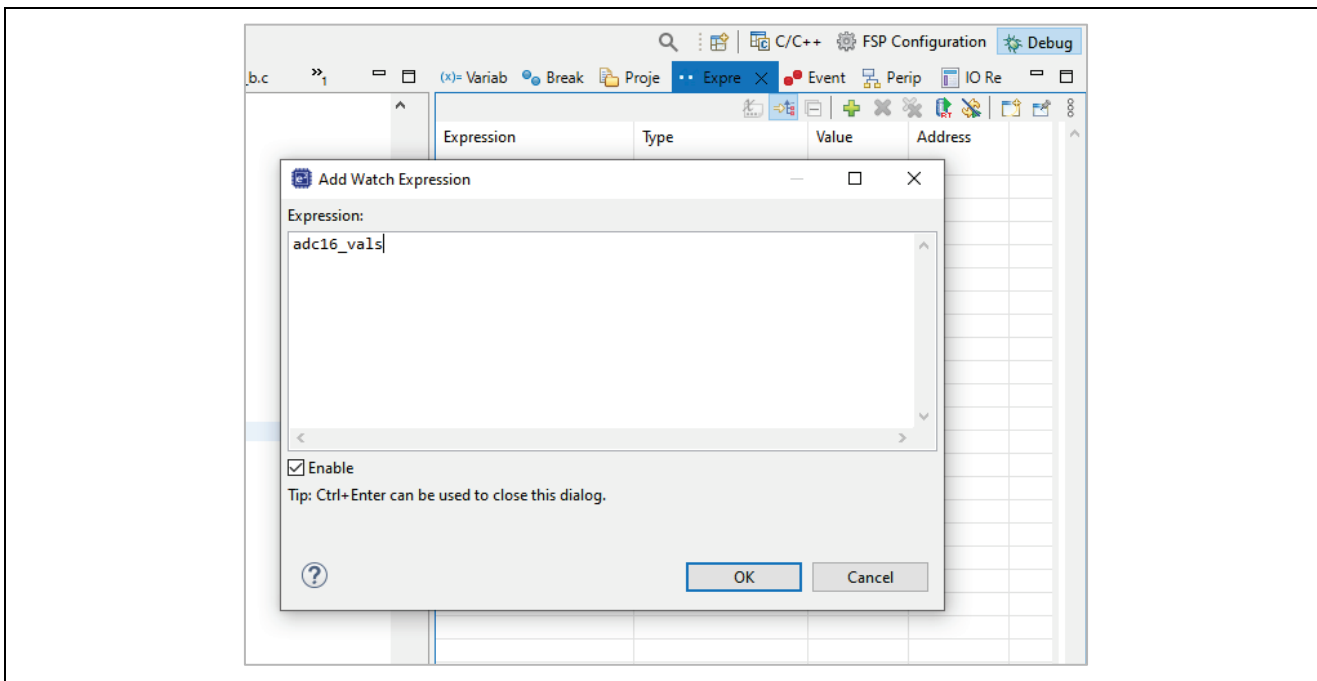 C/C++ FSP Configuration Debug
_b.c »1 (x)= Variab Break Proje Expre Event Perip IO Re
Expression Type Value Address
Add Watch Expression
Expression:
adc16_vals
Enable
Tip: Ctrl+Enter can be used to close this dialog.
OK Cancel